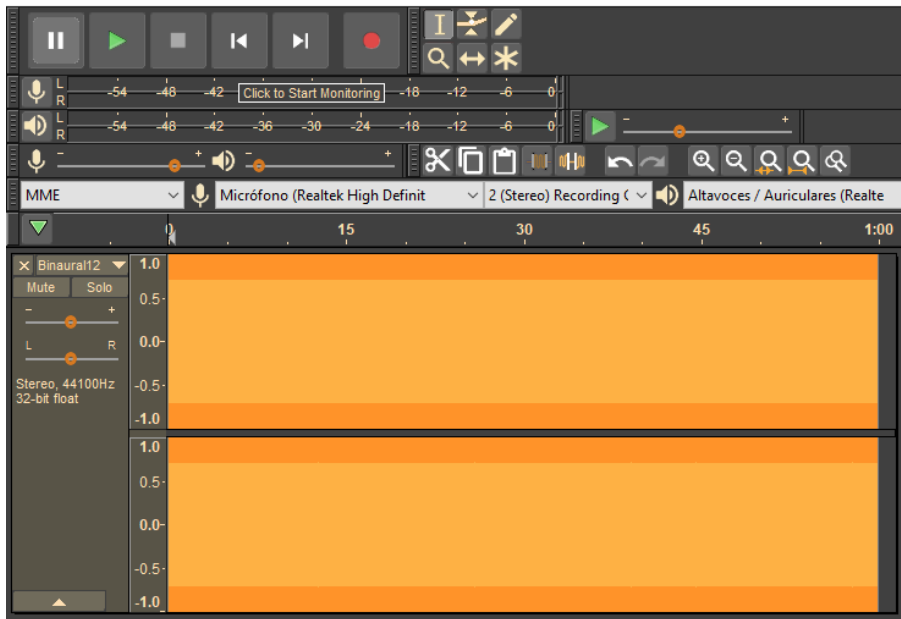 L
R
-54 -48 -42 Click to Start Monitoring -18 -12 -6 0
L
R
-54 -48 -42 -36 -30 -24 -18 -12 -6 0
- +
- +
- +
MME
Micrófono (Realtek High Definit
2 (Stereo) Recording (
Altavoces / Auriculares (Realte
0 15 30 45 1:00
Binaural12
Mute Solo
- +
L R
Stereo, 44100Hz
32-bit float
1.0
0.5
0.0
-0.5
-1.0
1.0
0.5
0.0
-0.5
-1.0